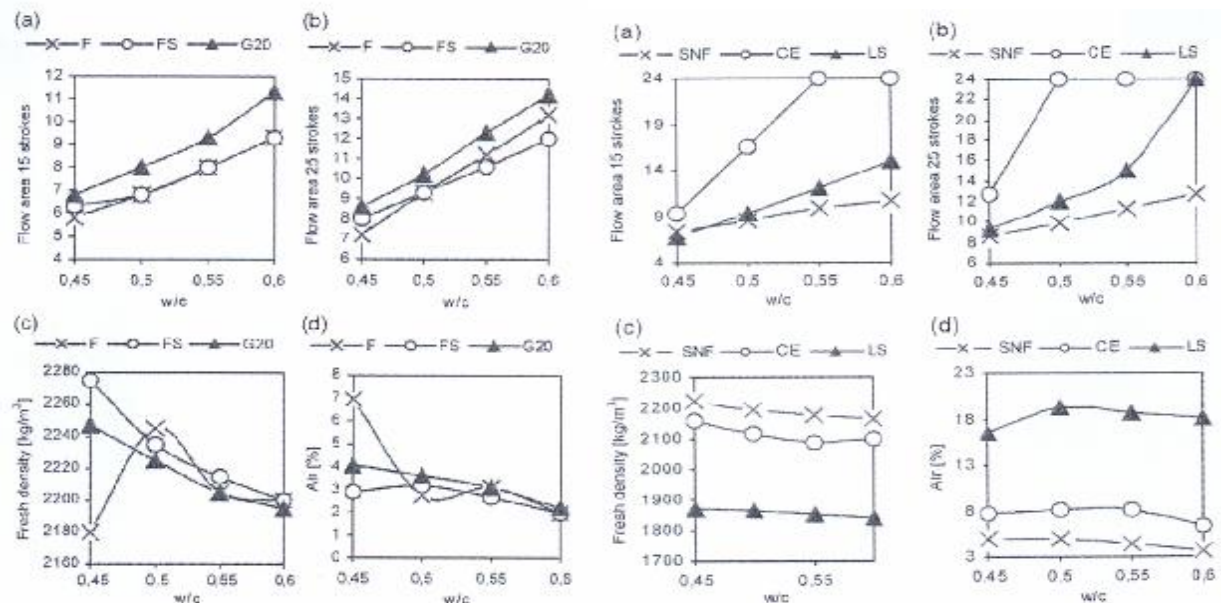 (a)
F FS G20
Flow area 15 strokes
12
11
10
9
8
7
6
5
4
0,45 0,5 0,55 0,6
w/c
(b)
F FS G20
Flow area 25 strokes
15
14
13
12
11
10
9
8
7
6
0,45 0,5 0,55 0,6
w/c
(a)
SNF CE LS
Flow area 15 strokes
24
19
14
9
4
0,45 0,5 0,55 0,6
w/c
(b)
SNF CE LS
Flow area 25 strokes
24
22
20
18
16
14
12
10
8
6
0,45 0,5 0,55 0,6
w/c
(c)
F FS G20
Fresh density [kg/m³]
2280
2260
2240
2220
2200
2180
2160
0,45 0,5 0,55 0,6
w/c
(d)
F FS G20
Air [%]
8
7
6
5
4
3
2
1
0
0,45 0,5 0,55 0,6
w/c
(c)
SNF CE LS
Fresh density [kg/m³]
2300
2200
2100
2000
1900
1800
1700
0,45 0,5 0,55
w/c
(d)
SNF CE LS
Air [%]
23
18
13
8
3
0,45 0,5 0,55 0,6
w/c